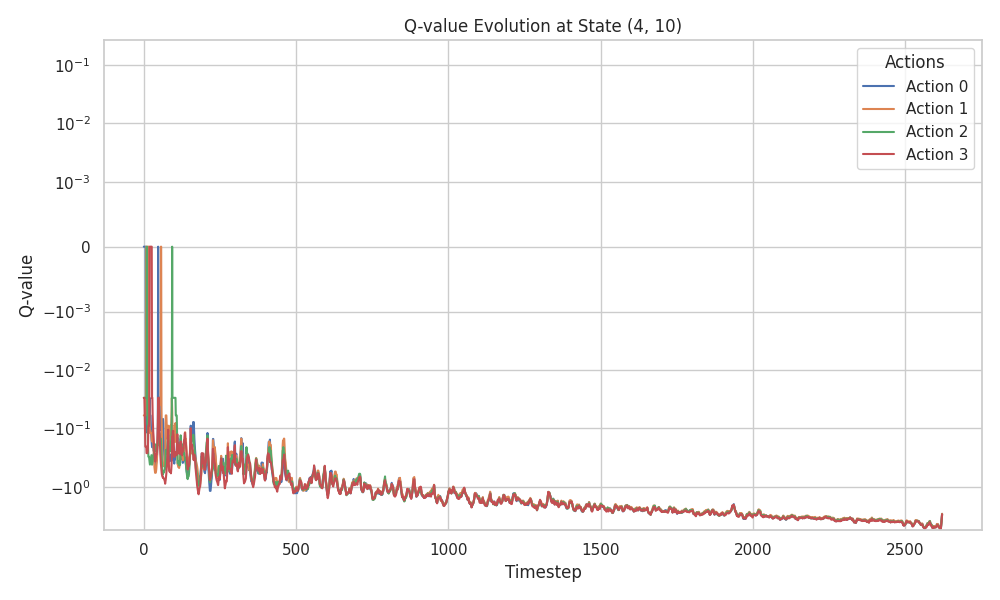 Q-value Evolution at State (4, 10)
Actions
Action 0
Action 1
Action 2
Action 3
Q-value
10⁻¹
10⁻²
10⁻³
0
−10⁻³
−10⁻²
−10⁻¹
−10⁰
0 500 1000 1500 2000 2500
Timestep